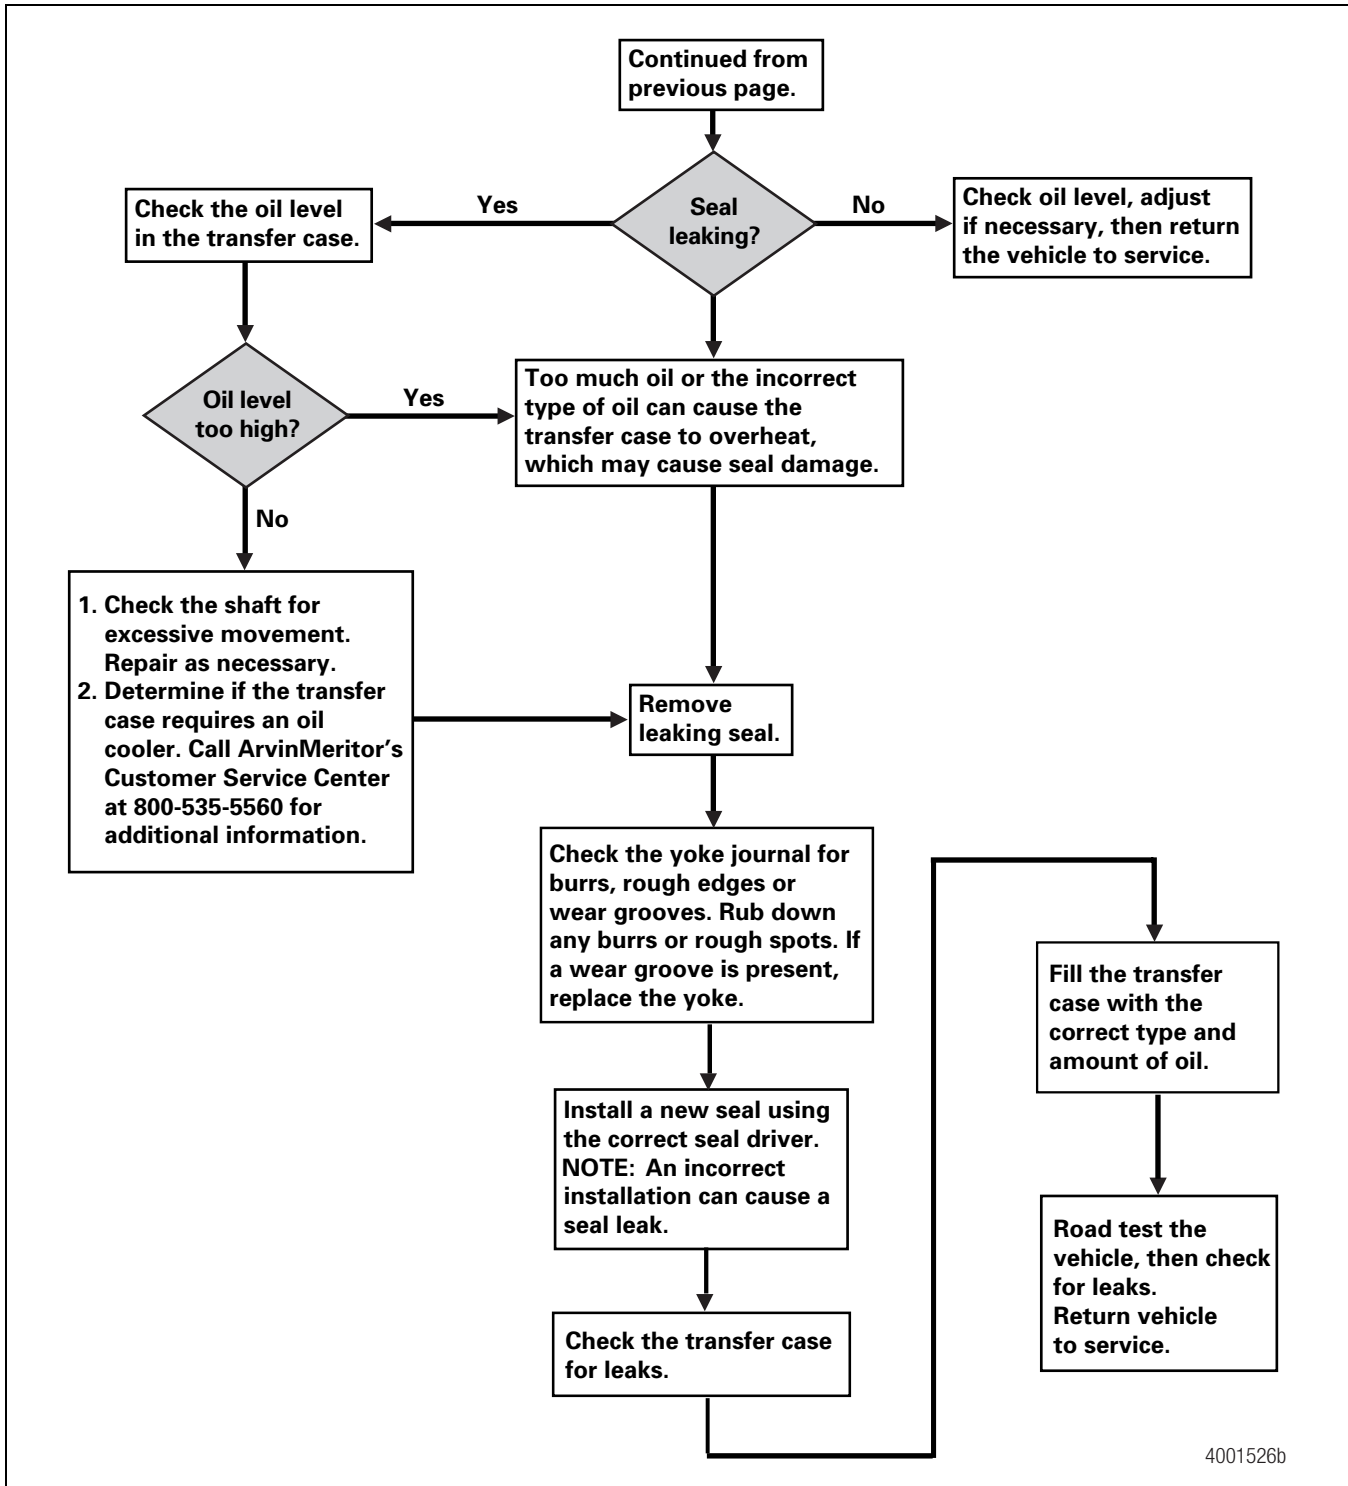 Continued from
previous page.
Seal
leaking?
Yes
No
Check the oil level
in the transfer case.
Check oil level, adjust
if necessary, then return
the vehicle to service.
Oil level
too high?
Yes
No
Too much oil or the incorrect
type of oil can cause the
transfer case to overheat,
which may cause seal damage.
1. Check the shaft for
excessive movement.
Repair as necessary.
2. Determine if the transfer
case requires an oil
cooler. Call ArvinMeritor’s
Customer Service Center
at 800-535-5560 for
additional information.
Remove
leaking seal.
Check the yoke journal for
burrs, rough edges or
wear grooves. Rub down
any burrs or rough spots. If
a wear groove is present,
replace the yoke.
Install a new seal using
the correct seal driver.
NOTE: An incorrect
installation can cause a
seal leak.
Check the transfer case
for leaks.
Fill the transfer
case with the
correct type and
amount of oil.
Road test the
vehicle, then check
for leaks.
Return vehicle
to service.
4001526b